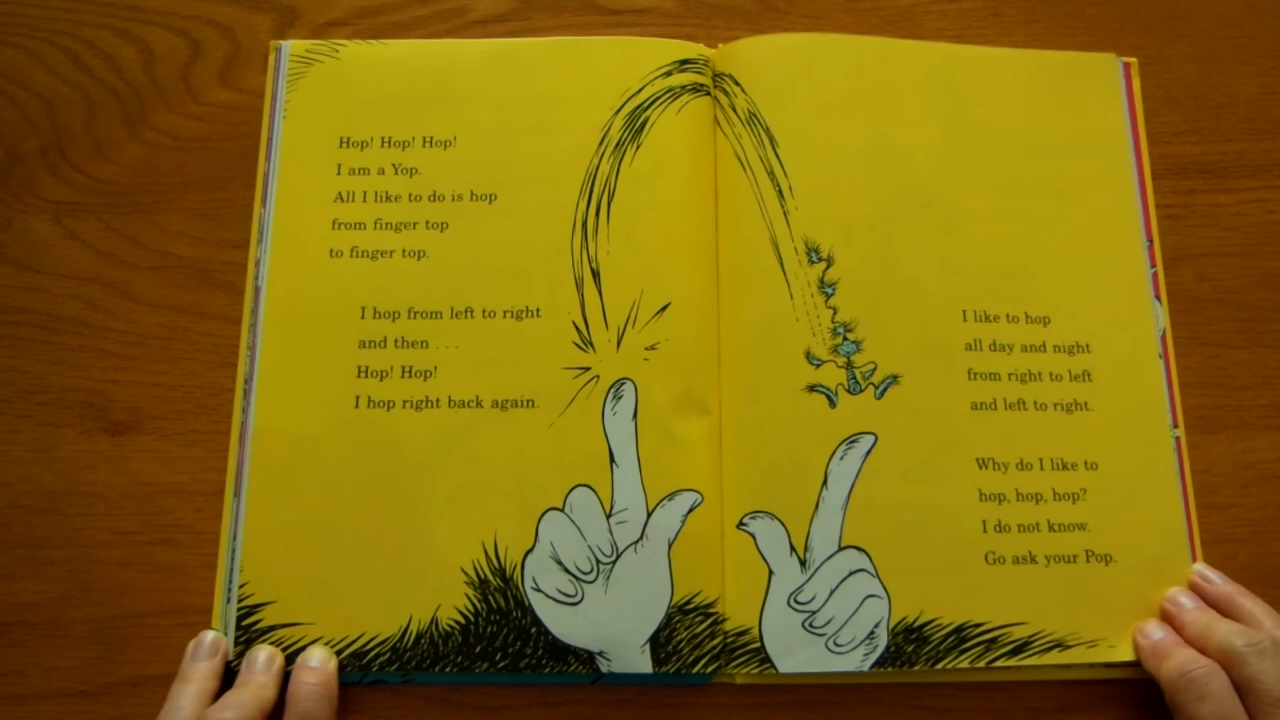 Hop! Hop! Hop!
I am a Yop.
All I like to do is hop
from finger top
to finger top.
I hop from left to right
and then . . .
Hop! Hop!
I hop right back again.
I like to hop
all day and night
from right to left
and left to right.
Why do I like to
hop, hop, hop?
I do not know.
Go ask your Pop.